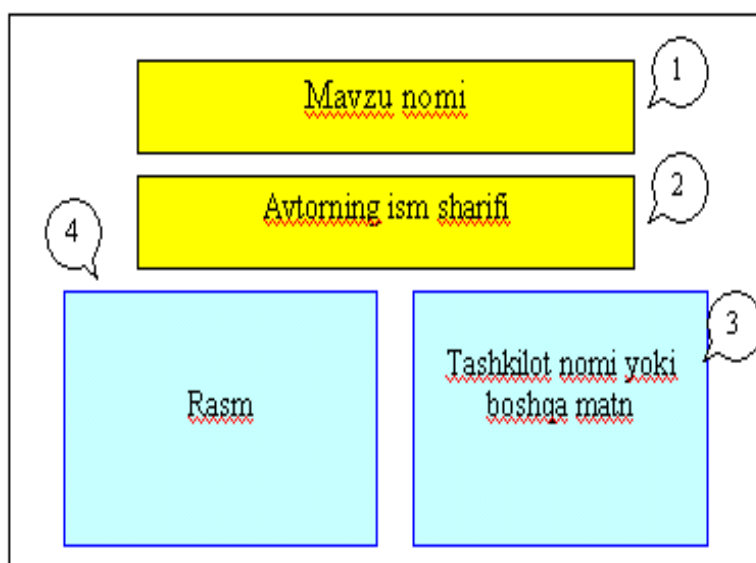 Mavzu nomi
1
Avtorning ism sharifi
2
4
Rasm
Tashkilot nomi yoki
boshqa matn
3